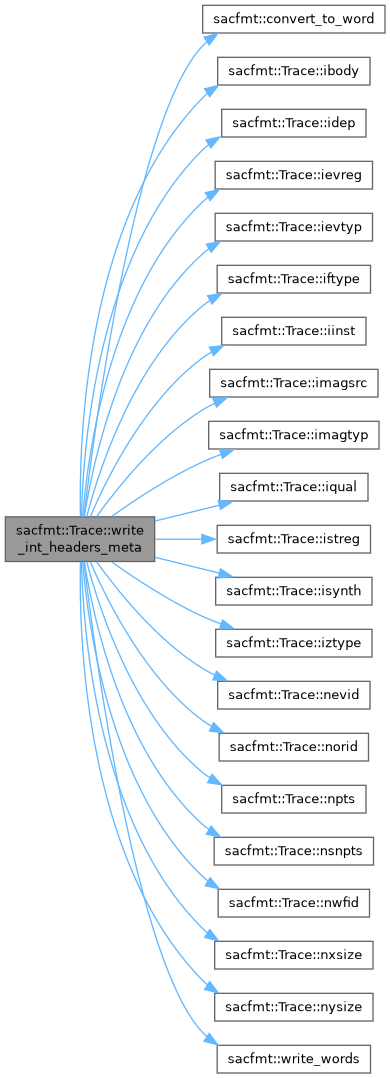 sacfmt::convert_to_word
sacfmt::Trace::ibody
sacfmt::Trace::idep
sacfmt::Trace::ievreg
sacfmt::Trace::ievtyp
sacfmt::Trace::iftype
sacfmt::Trace::iinst
sacfmt::Trace::imagsrc
sacfmt::Trace::imagtyp
sacfmt::Trace::iqual
sacfmt::Trace::write
_int_headers_meta
sacfmt::Trace::istreg
sacfmt::Trace::isynth
sacfmt::Trace::iztype
sacfmt::Trace::nevid
sacfmt::Trace::norid
sacfmt::Trace::npts
sacfmt::Trace::nsnpts
sacfmt::Trace::nwfid
sacfmt::Trace::nxsize
sacfmt::Trace::nysize
sacfmt::write_words